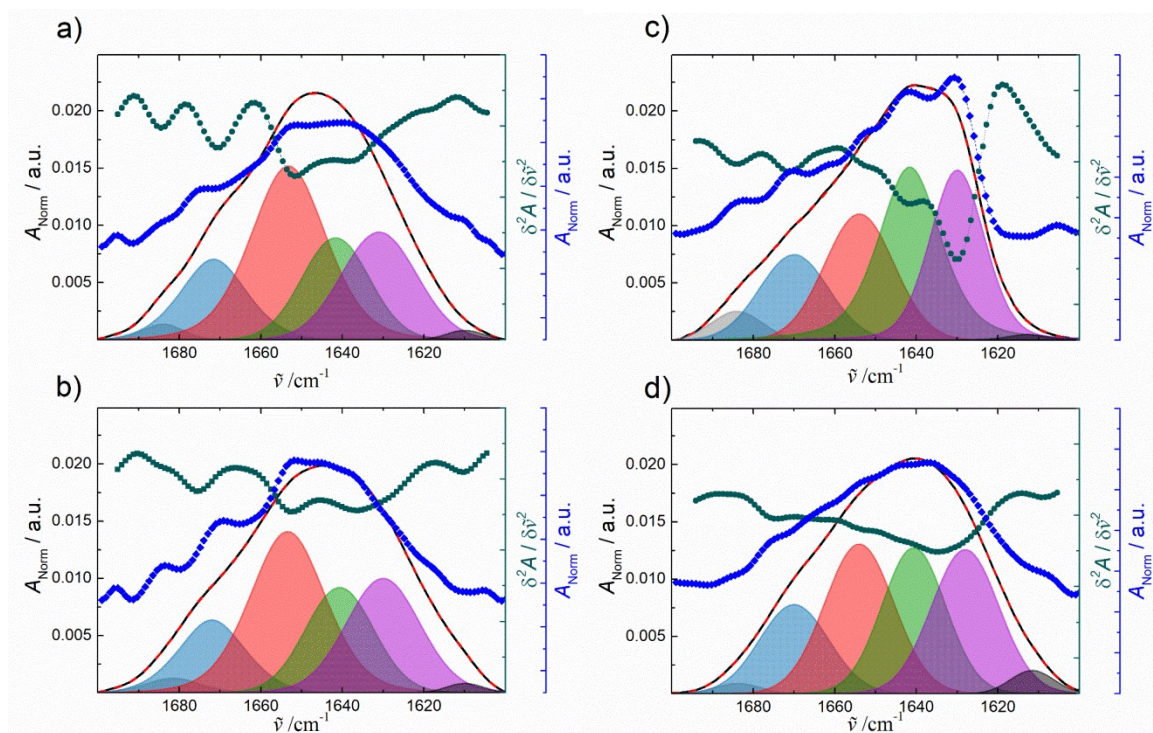 a)
0.020
0.015
0.010
0.005
A_Norm / a.u.
1680 1660 1640 1620
ṽ /cm⁻¹
δ²A / δṽ²
A_Norm / a.u.
b)
0.020
0.015
0.010
0.005
A_Norm / a.u.
1680 1660 1640 1620
ṽ /cm⁻¹
δ²A / δṽ²
A_Norm / a.u.
c)
0.020
0.015
0.010
0.005
A_Norm / a.u.
1680 1660 1640 1620
ṽ /cm⁻¹
δ²A / δṽ²
A_Norm / a.u.
d)
0.020
0.015
0.010
0.005
A_Norm / a.u.
1680 1660 1640 1620
ṽ /cm⁻¹
δ²A / δṽ²
A_Norm / a.u.